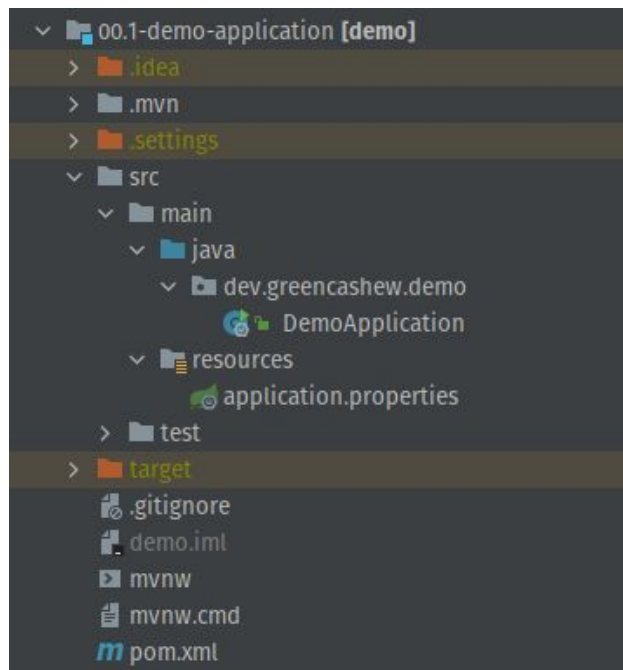 00.1-demo-application [demo]
.idea
.mvn
.settings
src
main
java
dev.greencashew.demo
DemoApplication
resources
application.properties
test
target
.gitignore
demo.iml
mvnw
mvnw.cmd
pom.xml